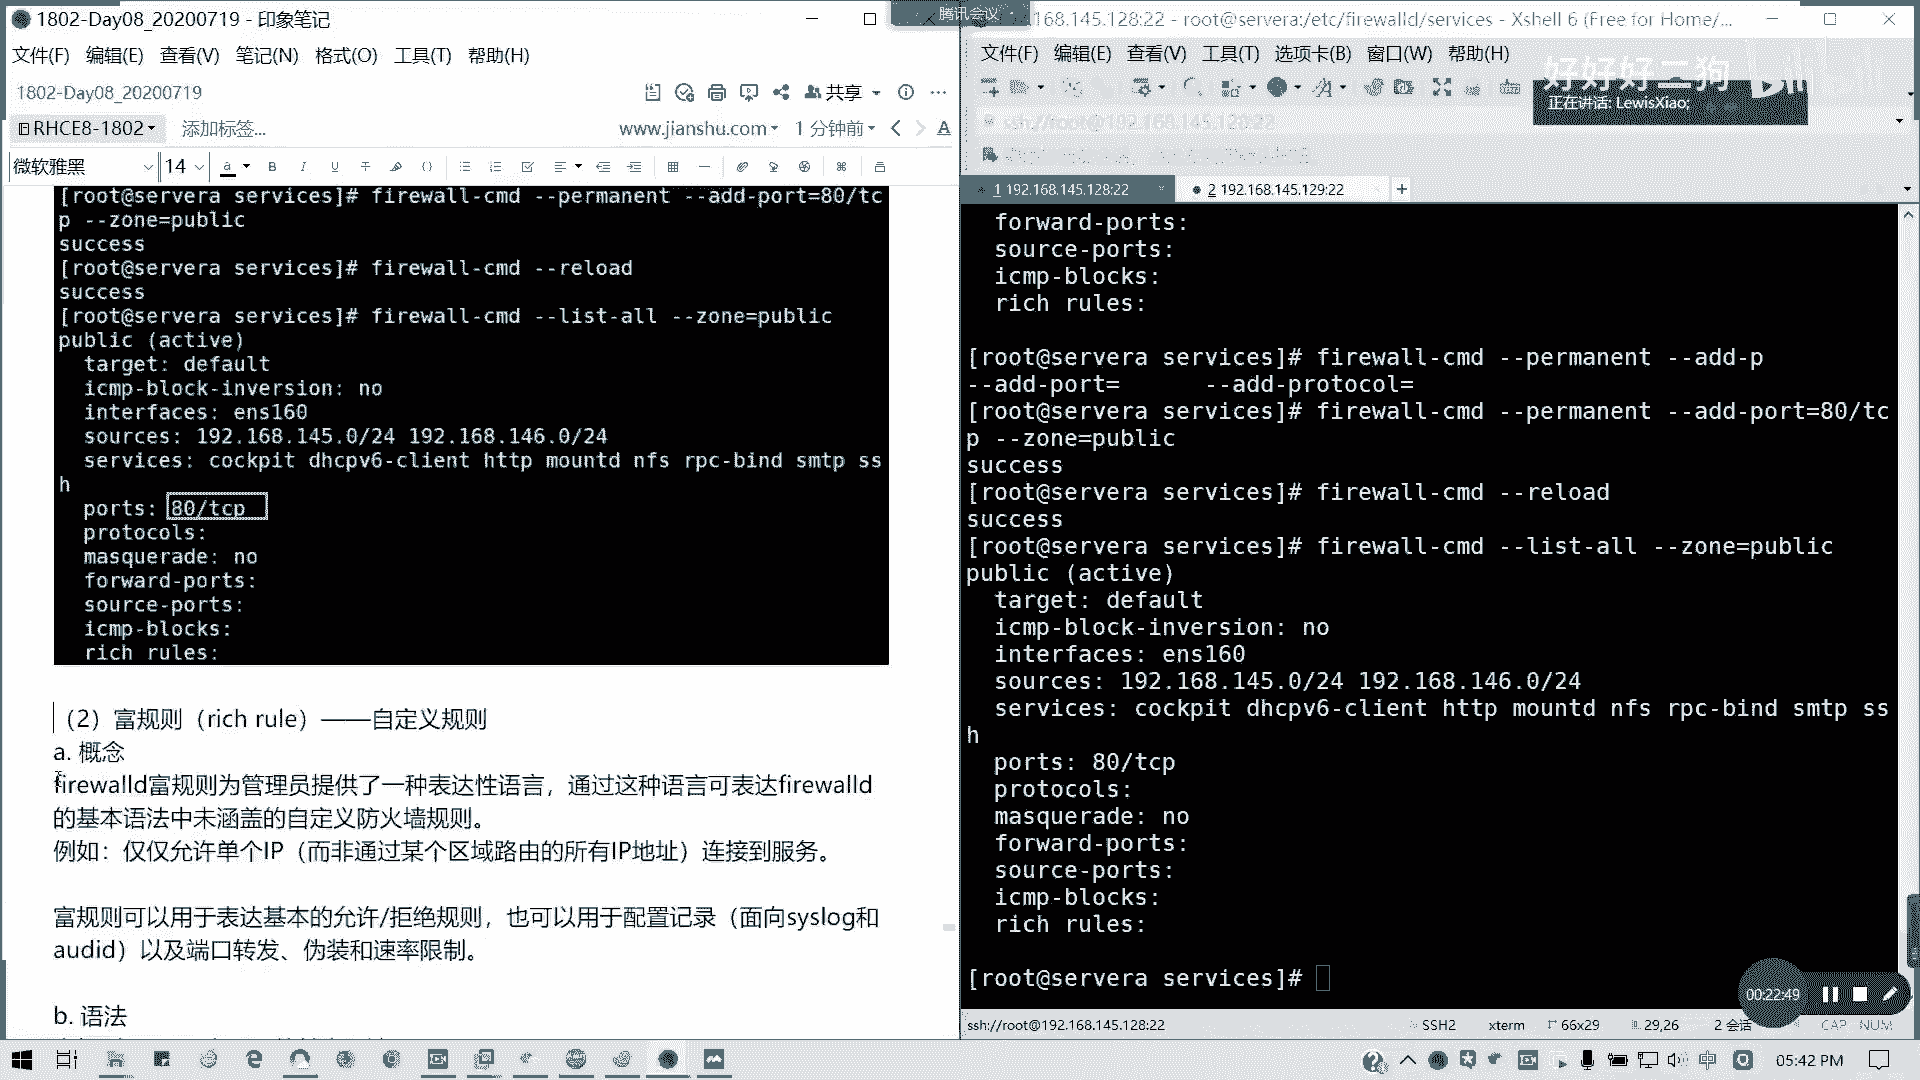 1802-Day08_20200719 - 印象笔记
文件(F) 编辑(E) 查看(V) 笔记(N) 格式(O) 工具(T) 帮助(H)
1802-Day08_20200719
共享
RHCE8-1802
添加标签...
www.jianshu.com
1 分钟前
微软雅黑
14
[root@servera services]# firewall-cmd --permanent --add-port=80/tc
p --zone=public
success
[root@servera services]# firewall-cmd --reload
success
[root@servera services]# firewall-cmd --list-all --zone=public
public (active)
target: default
icmp-block-inversion: no
interfaces: ens160
sources: 192.168.145.0/24 192.168.146.0/24
services: cockpit dhcpv6-client http mountd nfs rpc-bind smtp ss
h
ports: 80/tcp
protocols:
masquerade: no
forward-ports:
source-ports:
icmp-blocks:
rich rules:
（2）富规则（rich rule）——自定义规则
a. 概念
firewalld富规则为管理员提供了一种表达性语言，通过这种语言可表达firewalld
的基本语法中未涵盖的自定义防火墙规则。
例如：仅仅允许单个IP（而非通过某个区域路由的所有IP地址）连接到服务。
富规则可以用于表达基本的允许/拒绝规则，也可以用于配置记录（面向syslog和
audid）以及端口转发、伪装和速率限制。
b. 语法
腾讯会议
168.145.128:22 - root@servera:/etc/firewalld/services - Xshell 6 (Free for Home/...
文件(F) 编辑(E) 查看(V) 工具(T) 选项卡(B) 窗口(W) 帮助(H)
好好好二狗
正在讲话: LewisXiao;
ssh://root@192.168.145.128:22
1 192.168.145.128:22
2 192.168.145.129:22
forward-ports:
source-ports:
icmp-blocks:
rich rules:
[root@servera services]# firewall-cmd --permanent --add-p
--add-port= --add-protocol=
[root@servera services]# firewall-cmd --permanent --add-port=80/tc
p --zone=public
success
[root@servera services]# firewall-cmd --reload
success
[root@servera services]# firewall-cmd --list-all --zone=public
public (active)
target: default
icmp-block-inversion: no
interfaces: ens160
sources: 192.168.145.0/24 192.168.146.0/24
services: cockpit dhcpv6-client http mountd nfs rpc-bind smtp ss
h
ports: 80/tcp
protocols:
masquerade: no
forward-ports:
source-ports:
icmp-blocks:
rich rules:
[root@servera services]#
00:22:49
ssh://root@192.168.145.128:22
SSH2
xterm
66x29
29,26
2 会话
CAP
NUM
中
05:42 PM